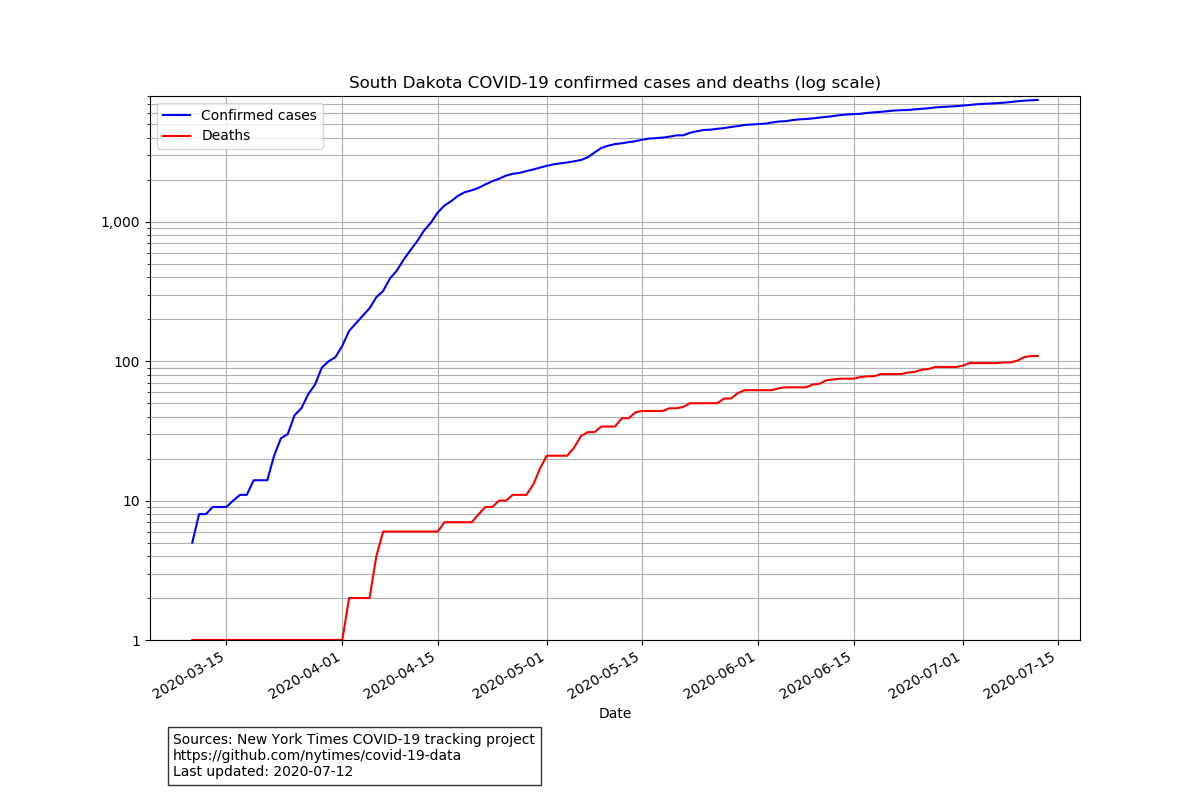 South Dakota COVID-19 confirmed cases and deaths (log scale)
Confirmed cases
Deaths
1,000
100
10
1
2020-03-15
2020-04-01
2020-04-15
2020-05-01
2020-05-15
2020-06-01
2020-06-15
2020-07-01
2020-07-15
Date
Sources: New York Times COVID-19 tracking project
https://github.com/nytimes/covid-19-data
Last updated: 2020-07-12